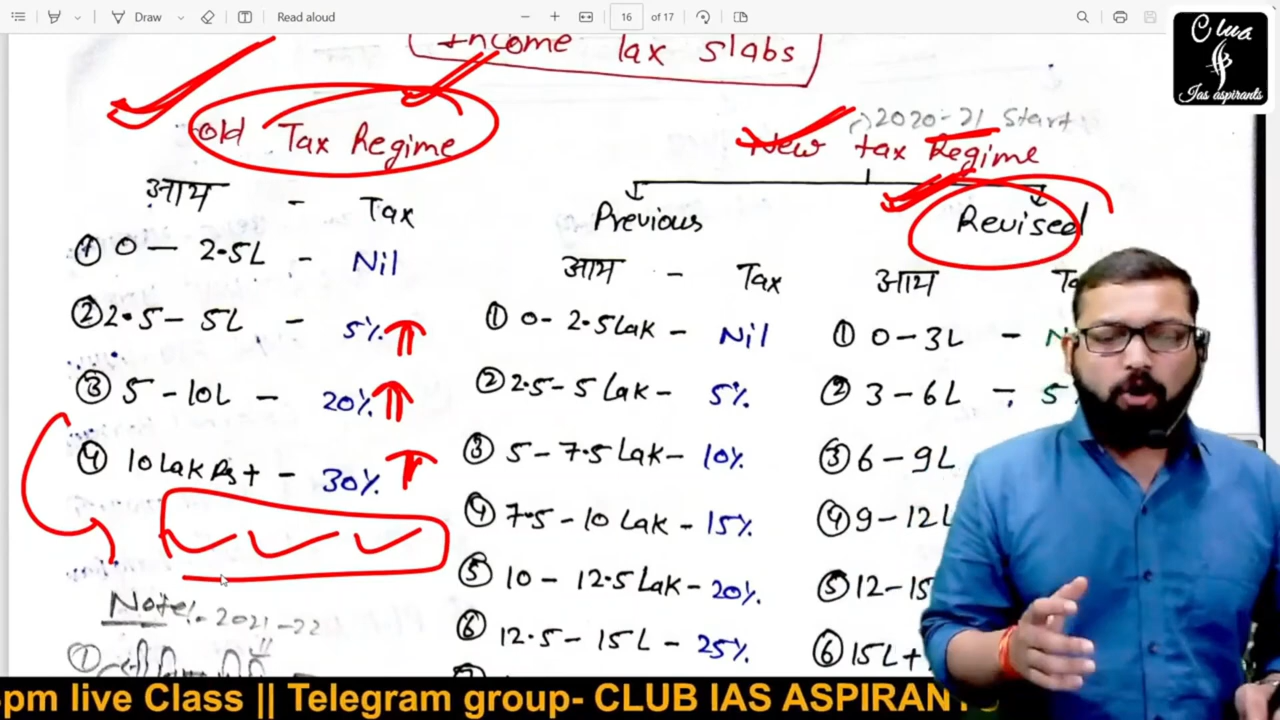 Draw
Read aloud
16 of 17
Club
Ias aspirants
Income Tax Slabs
Old Tax Regime
आय - Tax
① 0 — 2.5L - Nil
② 2.5 - 5L - 5%
③ 5 - 10L - 20%
④ 10 Lak Rs + - 30%
Note:- 2021-22
①
2020-21 Start
New tax Regime
Previous
आय - Tax
① 0 - 2.5 Lak - Nil
② 2.5 - 5 Lak - 5%
③ 5 - 7.5 Lak - 10%
④ 7.5 - 10 Lak - 15%
⑤ 10 - 12.5 Lak - 20%
⑥ 12.5 - 15L - 25%
Revised
आय
① 0 - 3L -
② 3 - 6L - 5
③ 6 - 9L
④ 9 - 12L
⑤ 12 - 15
⑥ 15L +
pm live Class || Telegram group- CLUB IAS ASPIRANT